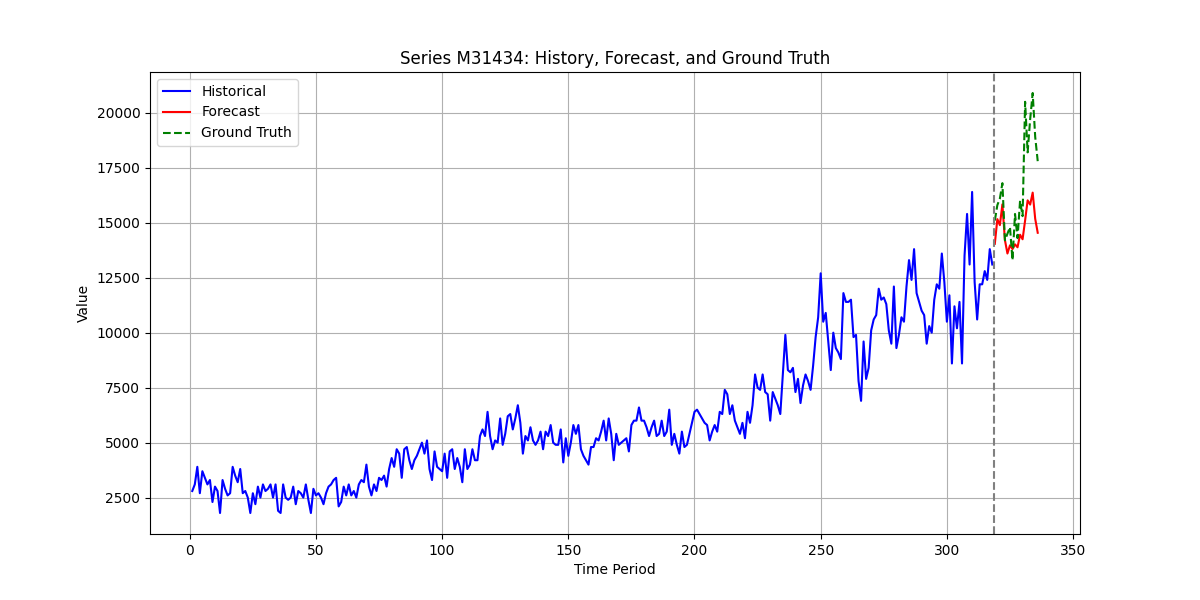 Series M31434: History, Forecast, and Ground Truth
Historical
Forecast
Ground Truth
20000
17500
15000
12500
10000
7500
5000
2500
Value
0 50 100 150 200 250 300 350
Time Period